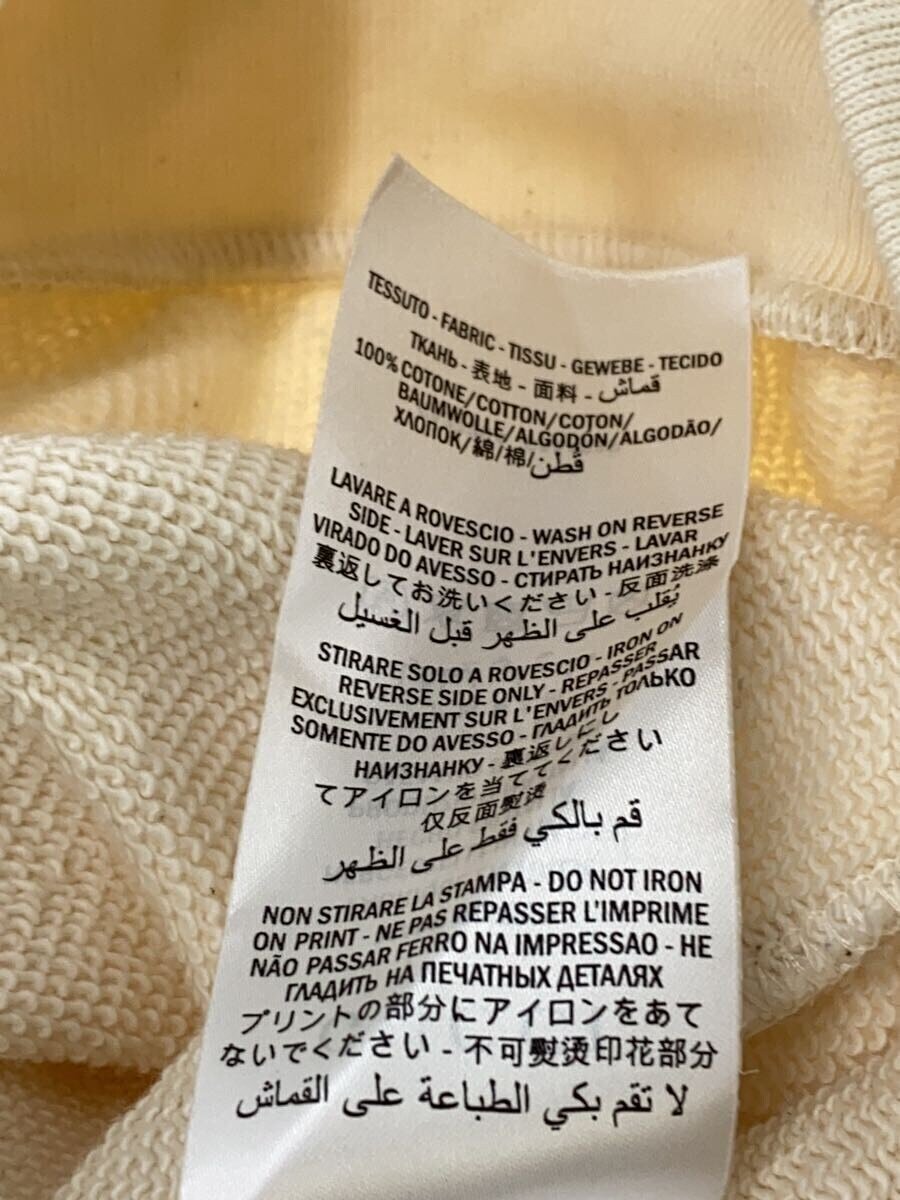 TESSUTO - FABRIC - TISSU - GEWEBE - TECIDO
ТКАНЬ - 表地 - 面料 - قماش
100% COTONE/COTTON/COTON/
BAUMWOLLE/ALGODÓN/ALGODÃO/
ХЛОПОК/綿/棉/قُطن
LAVARE A ROVESCIO - WASH ON REVERSE
SIDE - LAVER SUR L'ENVERS - LAVAR
VIRADO DO AVESSO - СТИРАТЬ НАИЗНАНКУ
裏返してお洗いください - 反面洗涤
يُقلب على الظهر قبل الغسيل
STIRARE SOLO A ROVESCIO - IRON ON
REVERSE SIDE ONLY - REPASSER
EXCLUSIVEMENT SUR L'ENVERS - PASSAR
SOMENTE DO AVESSO - ГЛАДИТЬ ТОЛЬКО
НАИЗНАНКУ - 裏返しにし
てアイロンを当ててください
仅反面熨烫
قم بالكي فقط على الظهر
NON STIRARE LA STAMPA - DO NOT IRON
ON PRINT - NE PAS REPASSER L'IMPRIME
NÃO PASSAR FERRO NA IMPRESSAO - НЕ
ГЛАДИТЬ НА ПЕЧАТНЫХ ДЕТАЛЯХ
プリントの部分にアイロンをあて
ないでください - 不可熨烫印花部分
لا تقم بكي الطباعة على القماش